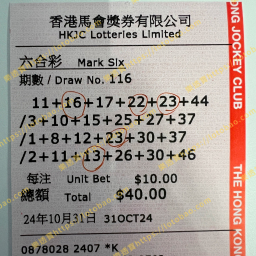 香港馬會獎券有限公司
HKJC Lotteries Limited
六合彩 Mark Six
期數 / Draw No. 116
11+16+17+22+23+44
/3+10+15+25+27+37
/1+8+12+23+30+37
/2+11+13+26+30+46
每注 Unit Bet $10.00
總額 Total $40.00
24年10月31日 31OCT24
0878028 2407 *K
ONG JOCKEY CLUB
THE HONG KONG